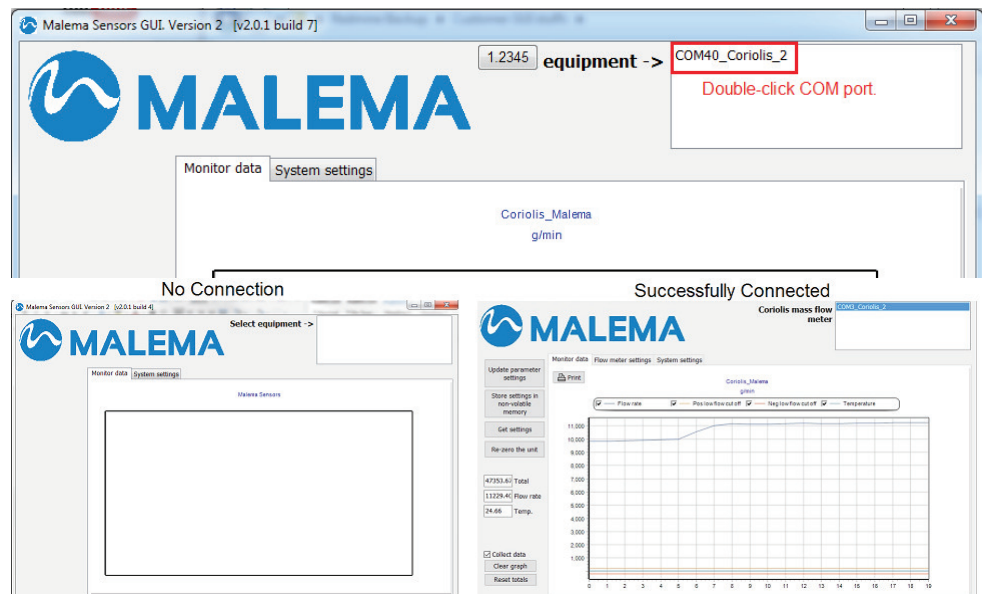 Malema Sensors GUI. Version 2 [v2.0.1 build 7]
MALEMA
1.2345 equipment ->
COM40_Coriolis_2
Double-click COM port.
Monitor data System settings
Coriolis_Malema
g/min
No Connection
Malema Sensors GUI. Version 2 [v2.0.1 build 4]
MALEMA
Select equipment ->
Monitor data System settings
Malema Sensors
Successfully Connected
MALEMA
Coriolis mass flow
meter
COM3_Coriolis_2
Monitor data Flow meter settings System settings
Update parameter
settings
Store settings in
non-volatile
memory
Get settings
Re-zero the unit
47353.67 Total
11229.40 Flow rate
24.66 Temp.
Collect data
Clear graph
Reset totals
Print
Coriolis_Malema
g/min
Flow rate Pos low flow cut off Neg low flow cut off Temperature
11,000
10,000
9,000
8,000
7,000
6,000
5,000
4,000
3,000
2,000
1,000
0 1 2 3 4 5 6 7 8 9 10 11 12 13 14 15 16 17 18 19